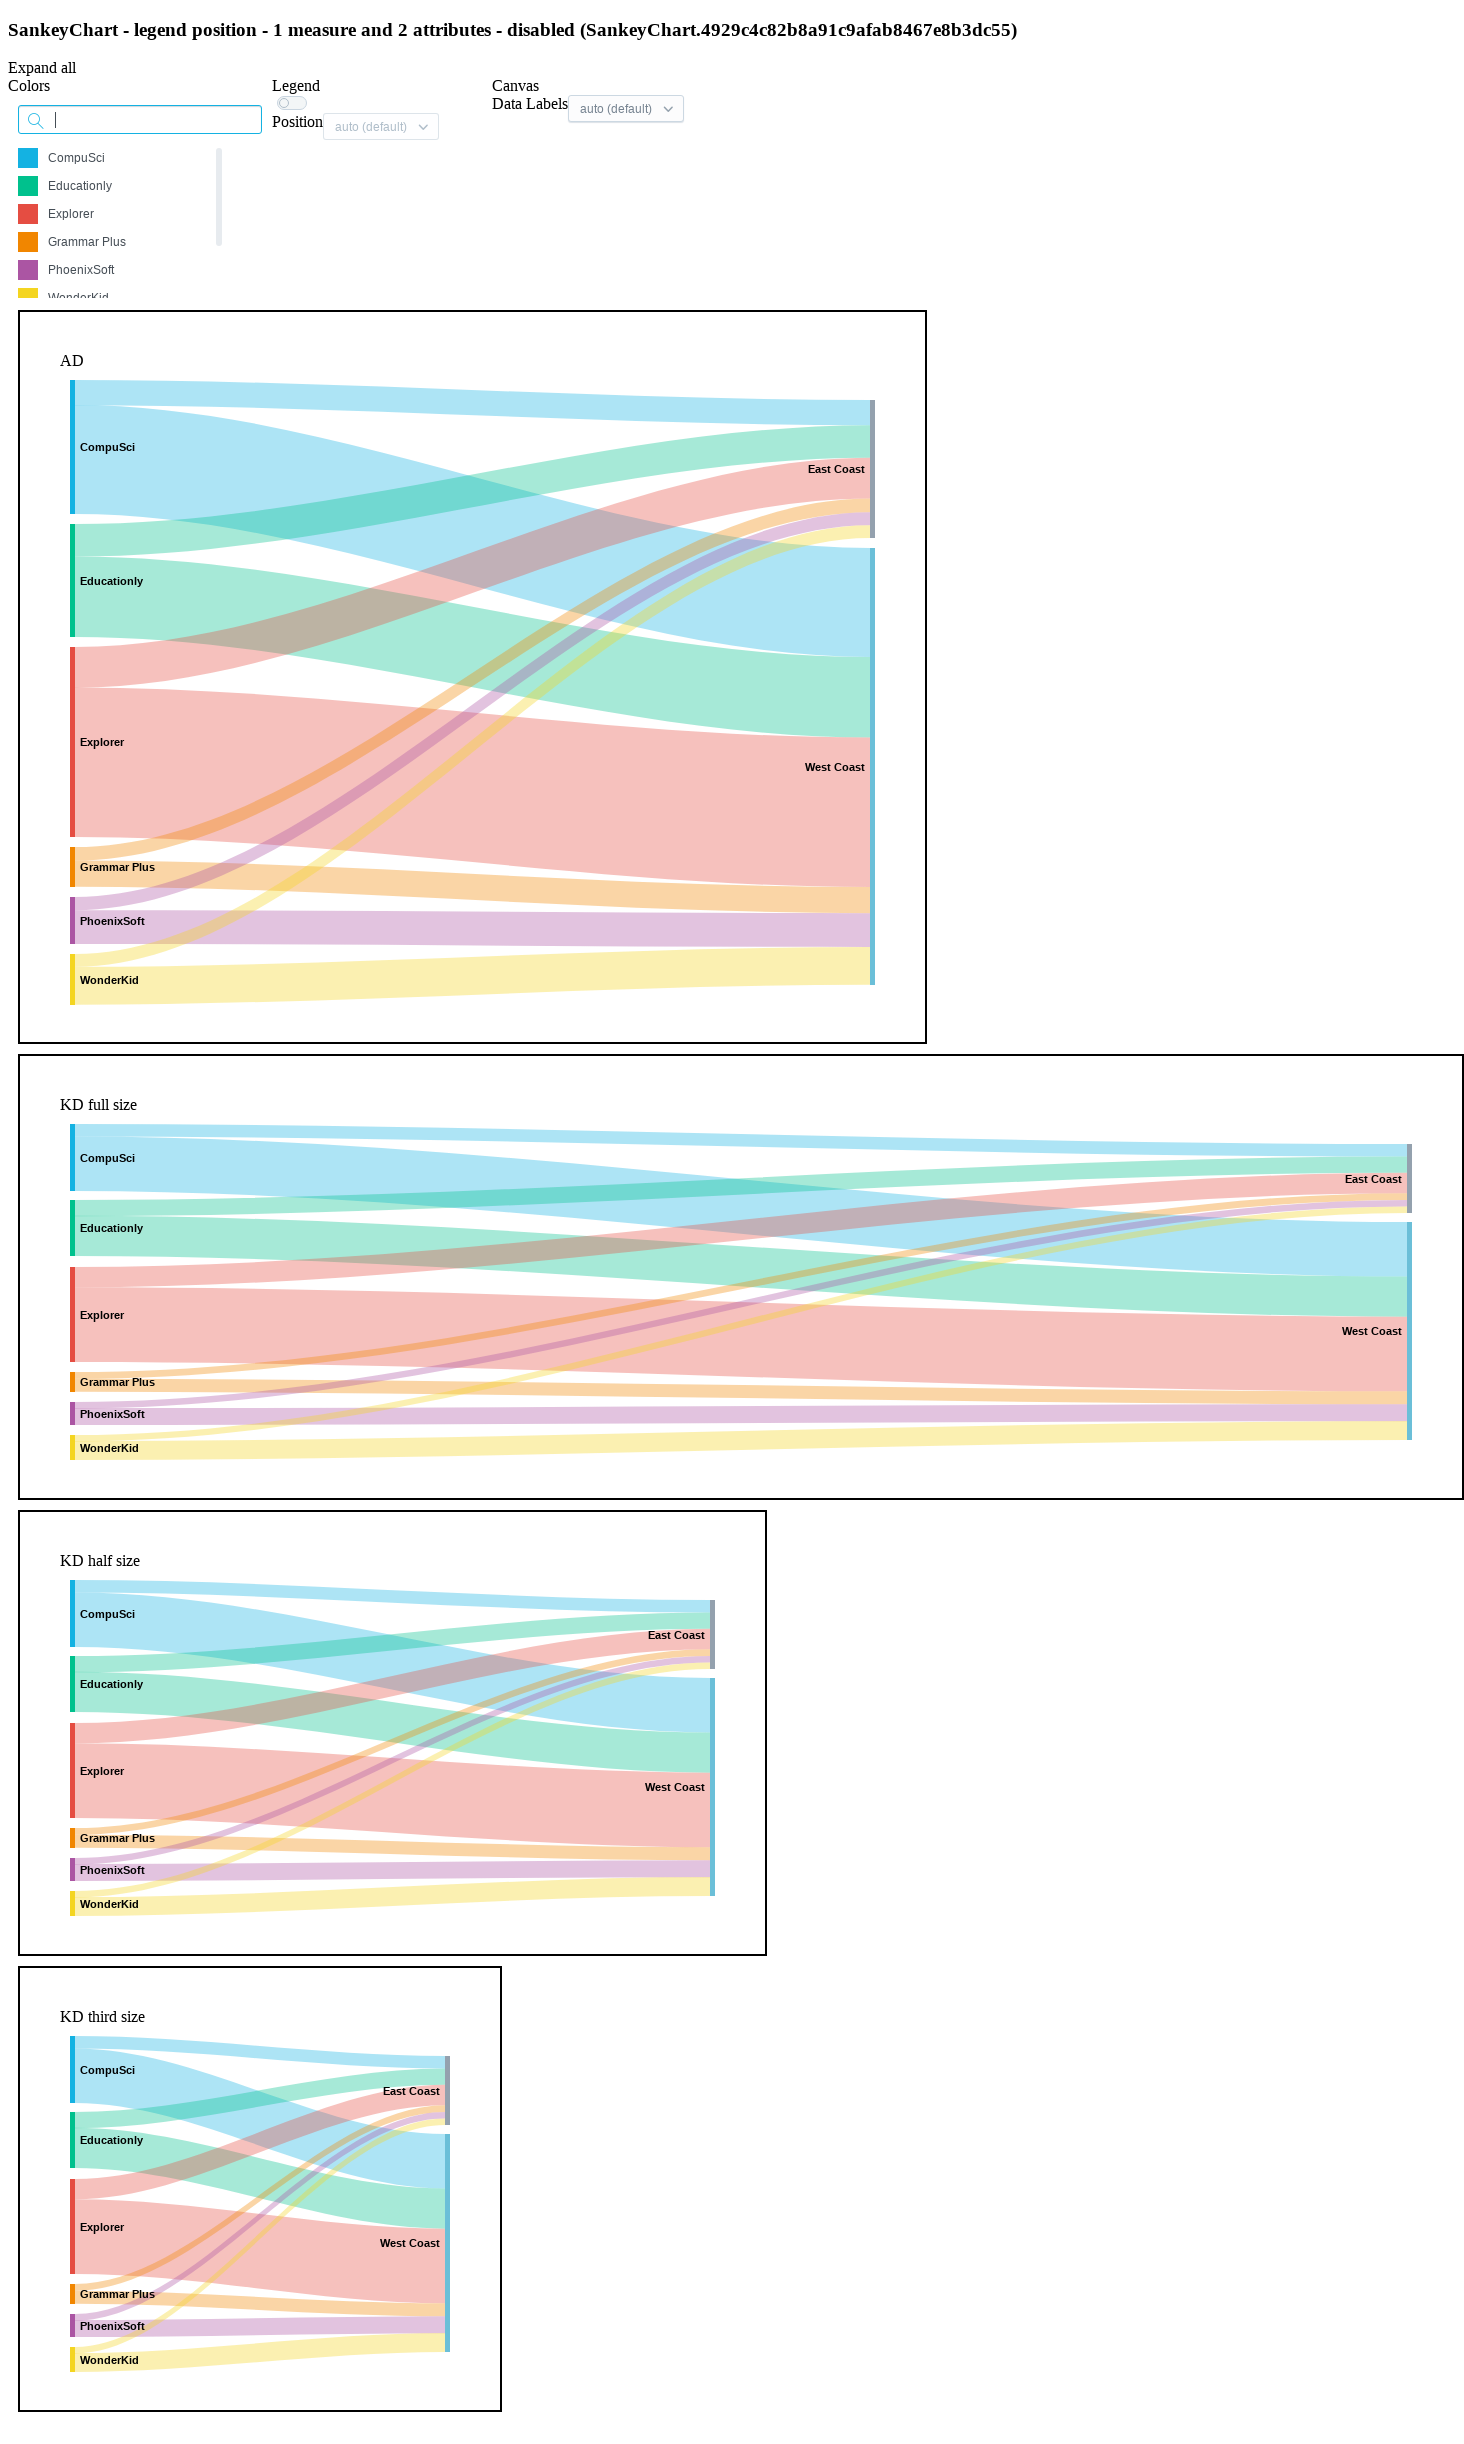 SankeyChart - legend position - 1 measure and 2 attributes - disabled (SankeyChart.4929c4c82b8a91c9afab8467e8b3dc55)
Expand all
Colors
CompuSci
Educationly
Explorer
Grammar Plus
PhoenixSoft
WonderKid
Legend
Position auto (default)
Canvas
Data Labels auto (default)
AD
CompuSci
East Coast
Educationly
Explorer
West Coast
Grammar Plus
PhoenixSoft
WonderKid
KD full size
CompuSci
East Coast
Educationly
Explorer
West Coast
Grammar Plus
PhoenixSoft
WonderKid
KD half size
CompuSci
East Coast
Educationly
Explorer
West Coast
Grammar Plus
PhoenixSoft
WonderKid
KD third size
CompuSci
East Coast
Educationly
Explorer
West Coast
Grammar Plus
PhoenixSoft
WonderKid